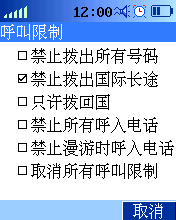 12:00
呼叫限制
禁止拨出所有号码
禁止拨出国际长途
只许拨回国
禁止所有呼入电话
禁止漫游时呼入电话
取消所有呼叫限制
取消